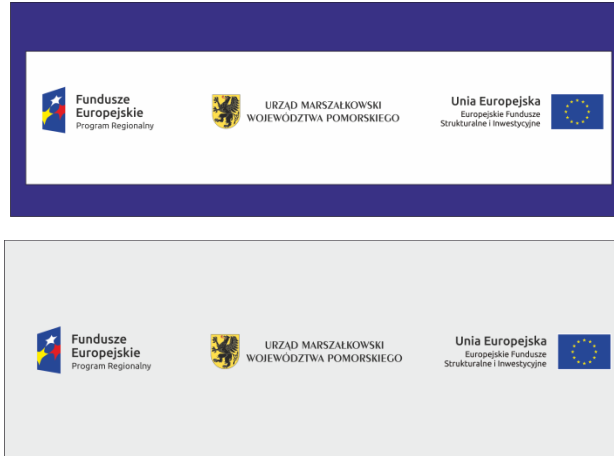 Fundusze
Europejskie
Program Regionalny
URZĄD MARSZAŁKOWSKI
WOJEWÓDZTWA POMORSKIEGO
Unia Europejska
Europejskie Fundusze
Strukturalne i Inwestycyjne
Fundusze
Europejskie
Program Regionalny
URZĄD MARSZAŁKOWSKI
WOJEWÓDZTWA POMORSKIEGO
Unia Europejska
Europejskie Fundusze
Strukturalne i Inwestycyjne